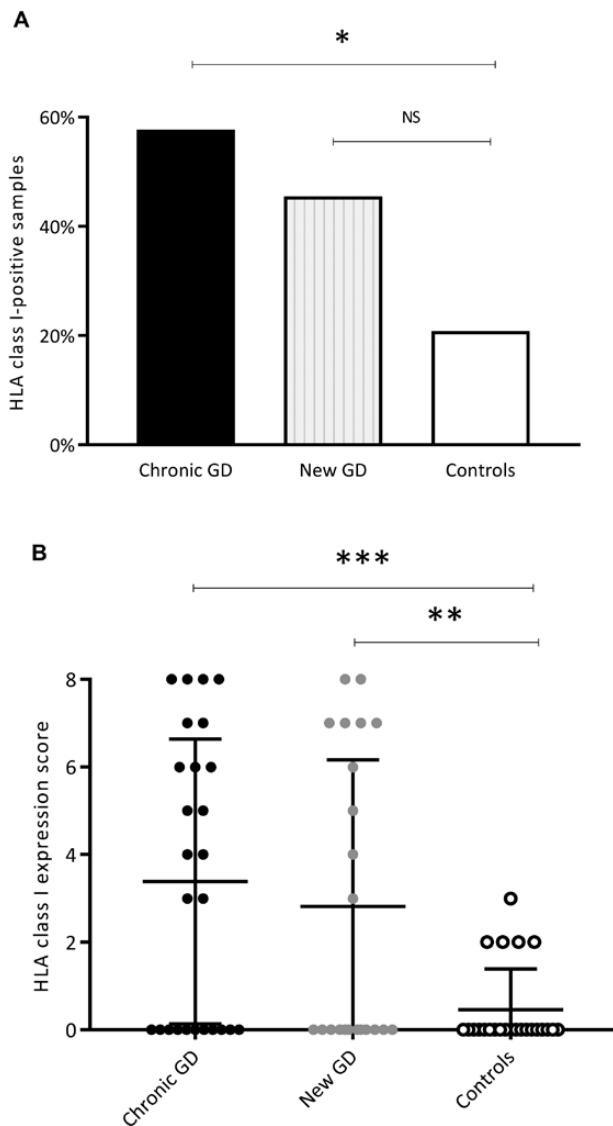 A
*
NS
60%
40%
20%
0%
HLA class I-positive samples
Chronic GD
New GD
Controls
B
***
**
8
6
4
2
0
HLA class I expression score
Chronic GD
New GD
Controls